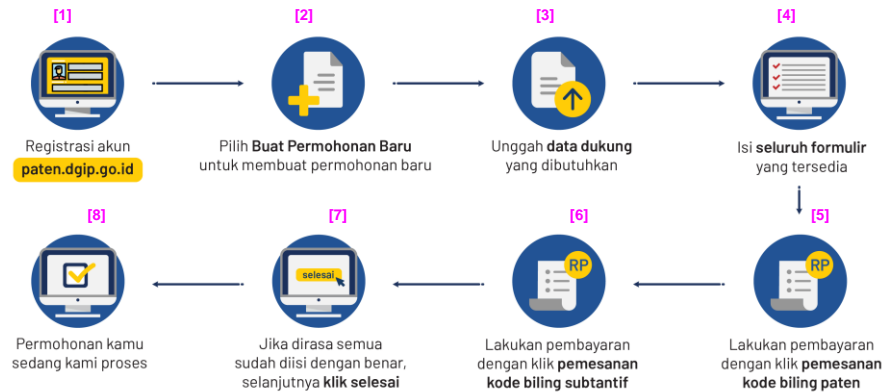 [1]
Registrasi akun
paten.dgip.go.id
[2]
Pilih Buat Permohonan Baru
untuk membuat permohonan baru
[3]
Unggah data dukung
yang dibutuhkan
[4]
Isi seluruh formulir
yang tersedia
[5]
RP
Lakukan pembayaran
dengan klik pemesanan
kode biling paten
[6]
RP
Lakukan pembayaran
dengan klik pemesanan
kode biling subtantif
[7]
selesai
Jika dirasa semua
sudah diisi dengan benar,
selanjutnya klik selesai
[8]
Permohonan kamu
sedang kami proses